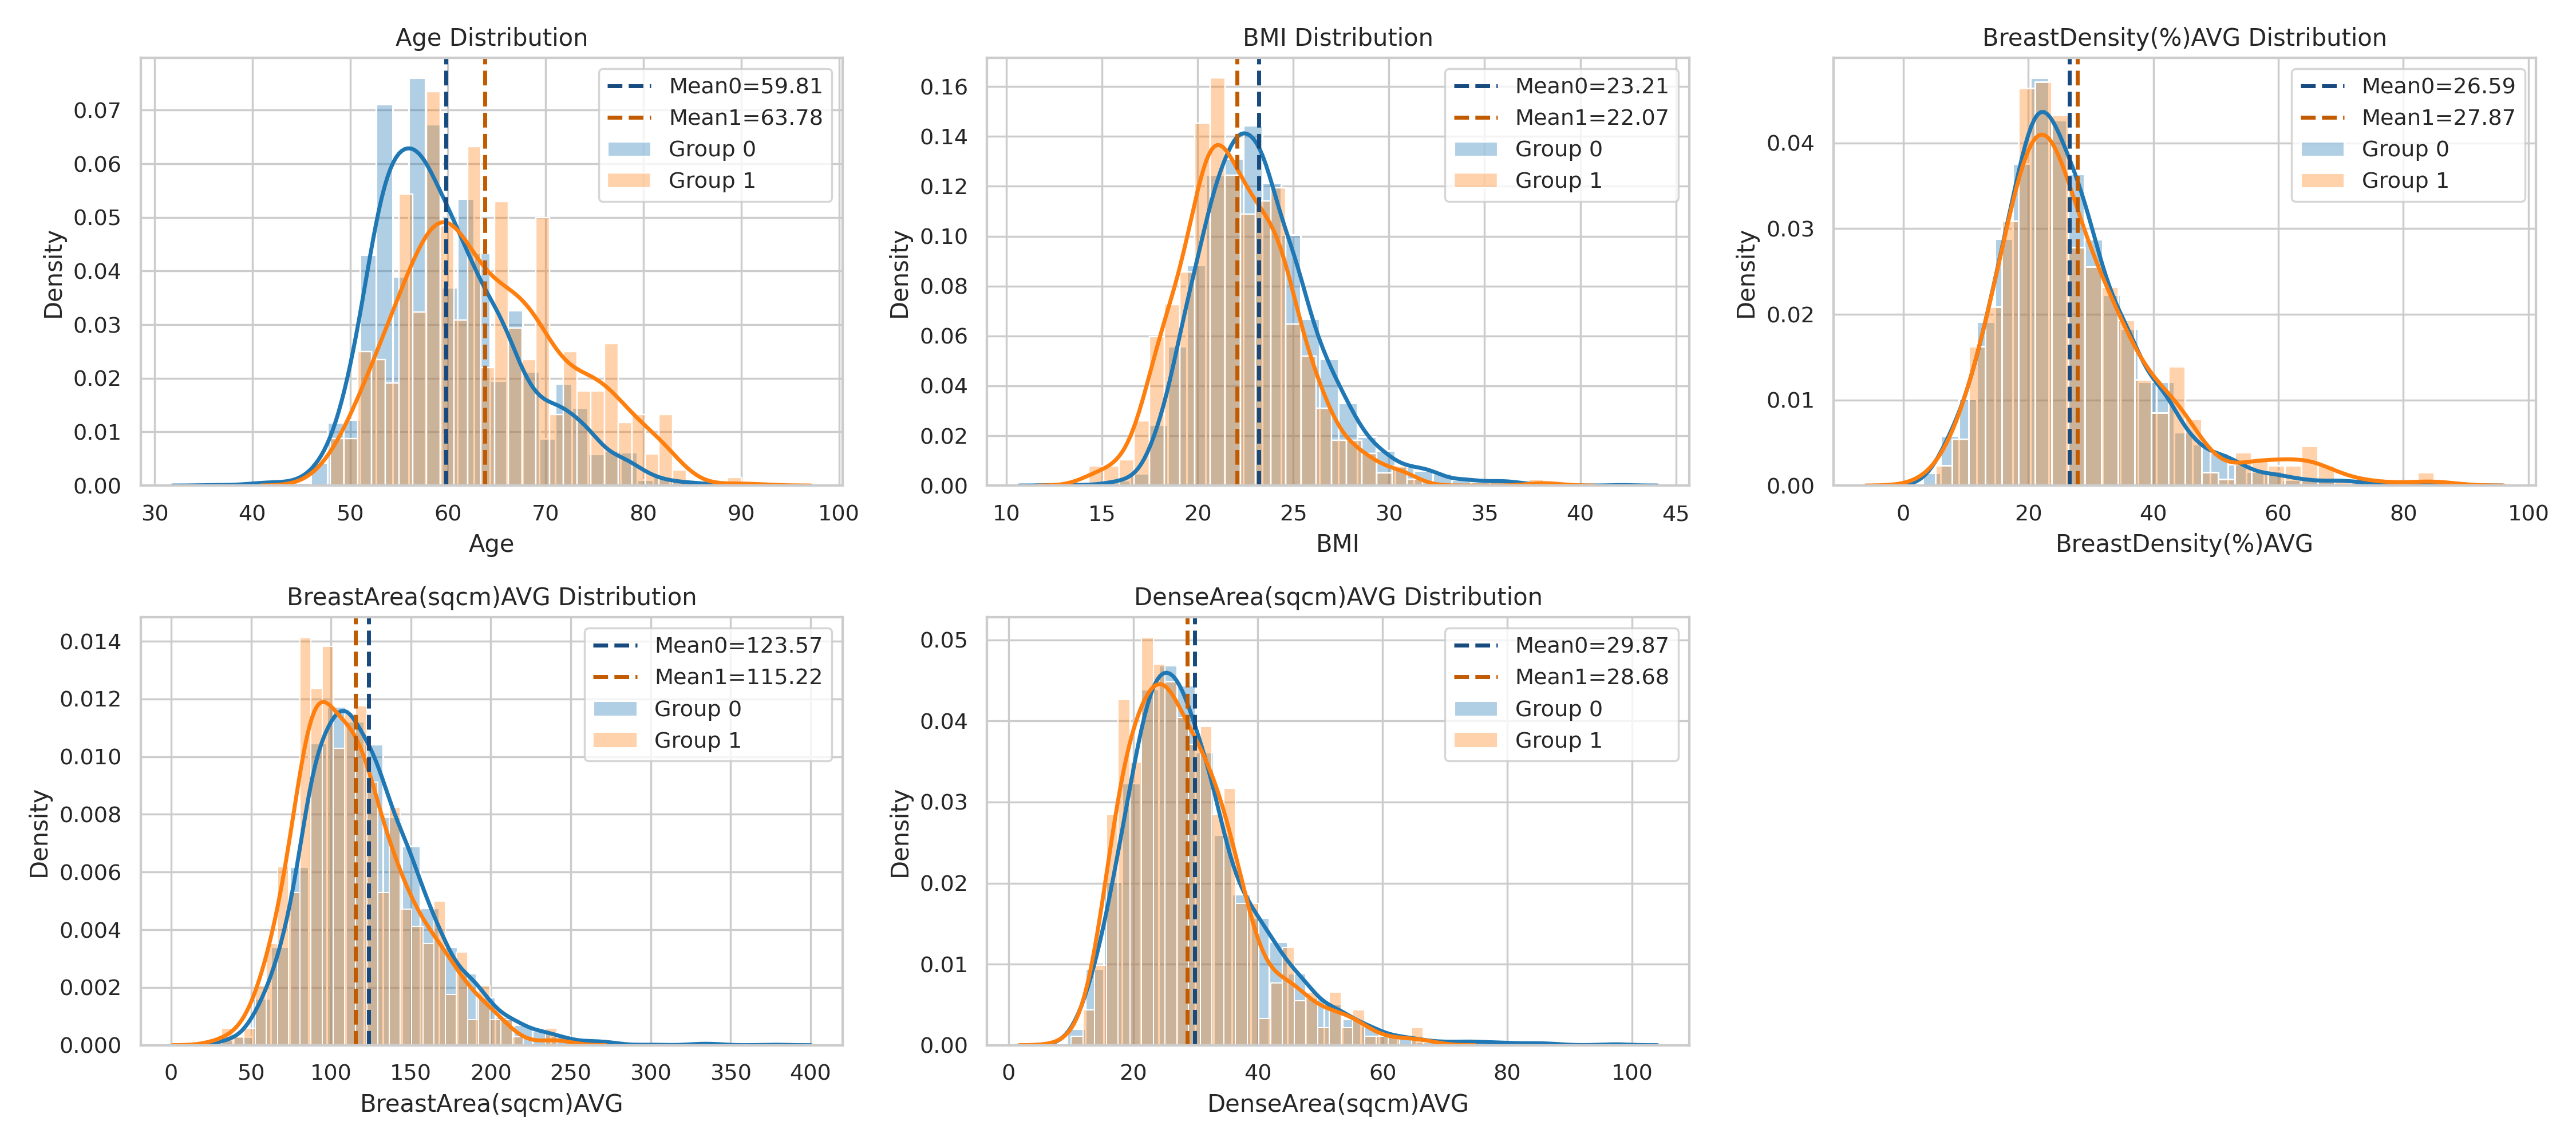 Age Distribution
Density
0.07
0.06
0.05
0.04
0.03
0.02
0.01
0.00
30 40 50 60 70 80 90 100
Age
Mean0=59.81
Mean1=63.78
Group 0
Group 1
BMI Distribution
Density
0.16
0.14
0.12
0.10
0.08
0.06
0.04
0.02
0.00
10 15 20 25 30 35 40 45
BMI
Mean0=23.21
Mean1=22.07
Group 0
Group 1
BreastDensity(%)AVG Distribution
Density
0.04
0.03
0.02
0.01
0.00
0 20 40 60 80 100
BreastDensity(%)AVG
Mean0=26.59
Mean1=27.87
Group 0
Group 1
BreastArea(sqcm)AVG Distribution
Density
0.014
0.012
0.010
0.008
0.006
0.004
0.002
0.000
0 50 100 150 200 250 300 350 400
BreastArea(sqcm)AVG
Mean0=123.57
Mean1=115.22
Group 0
Group 1
DenseArea(sqcm)AVG Distribution
Density
0.05
0.04
0.03
0.02
0.01
0.00
0 20 40 60 80 100
DenseArea(sqcm)AVG
Mean0=29.87
Mean1=28.68
Group 0
Group 1